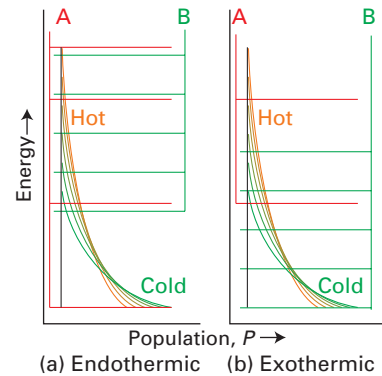 A B A B
Hot Hot
Energy→
Cold Cold
Population, P →
(a) Endothermic (b) Exothermic